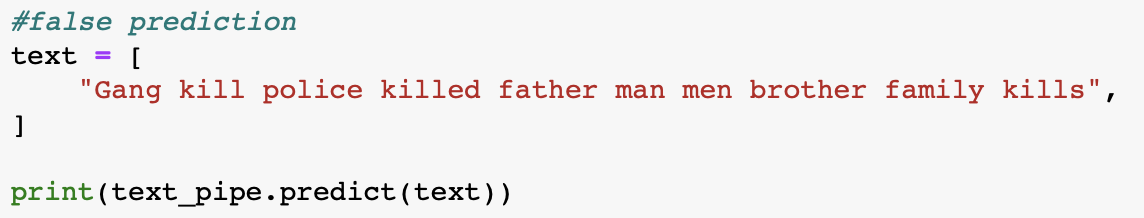 #false prediction
text = [
    "Gang kill police killed father man men brother family kills",
]

print(text_pipe.predict(text))